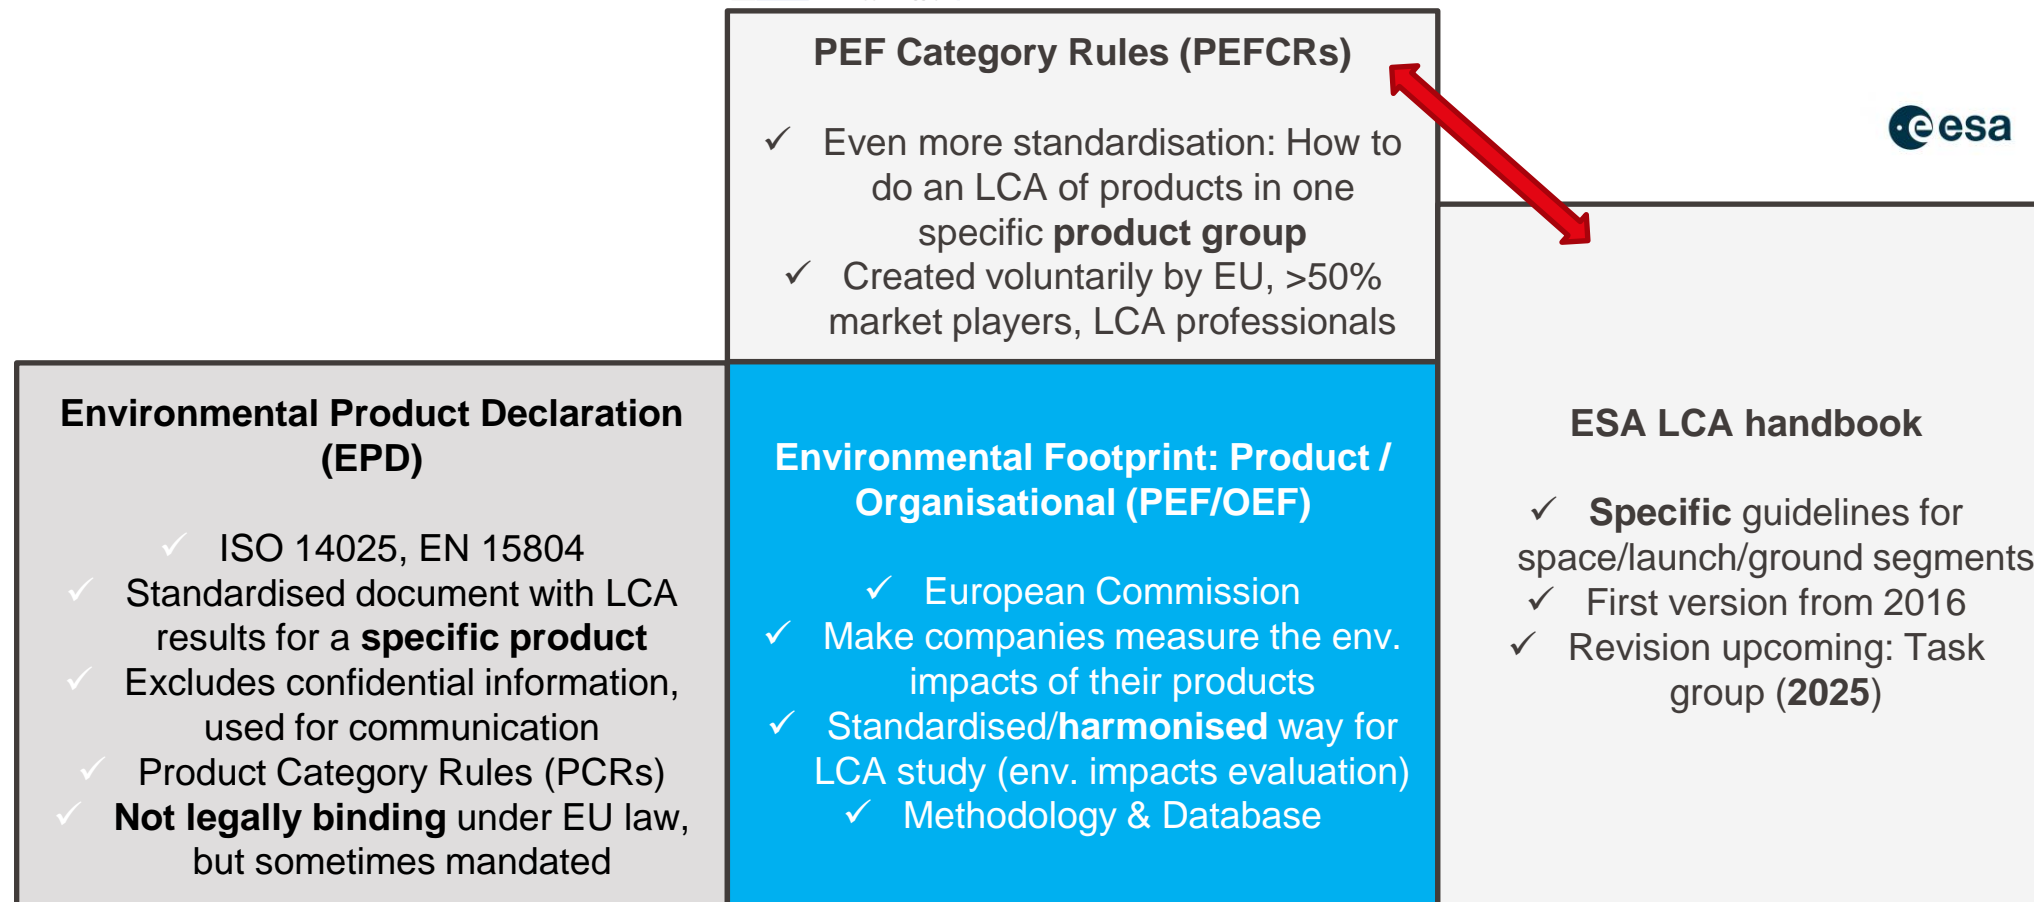 PEF Category Rules (PEFCRs)
✓ Even more standardisation: How to
do an LCA of products in one
specific product group
✓ Created voluntarily by EU, >50%
market players, LCA professionals
esa
Environmental Product Declaration
(EPD)
✓ ISO 14025, EN 15804
✓ Standardised document with LCA
results for a specific product
✓ Excludes confidential information,
used for communication
✓ Product Category Rules (PCRs)
✓ Not legally binding under EU law,
but sometimes mandated
Environmental Footprint: Product /
Organisational (PEF/OEF)
✓ European Commission
✓ Make companies measure the env.
impacts of their products
✓ Standardised/harmonised way for
LCA study (env. impacts evaluation)
✓ Methodology & Database
ESA LCA handbook
✓ Specific guidelines for
space/launch/ground segments
✓ First version from 2016
✓ Revision upcoming: Task
group (2025)